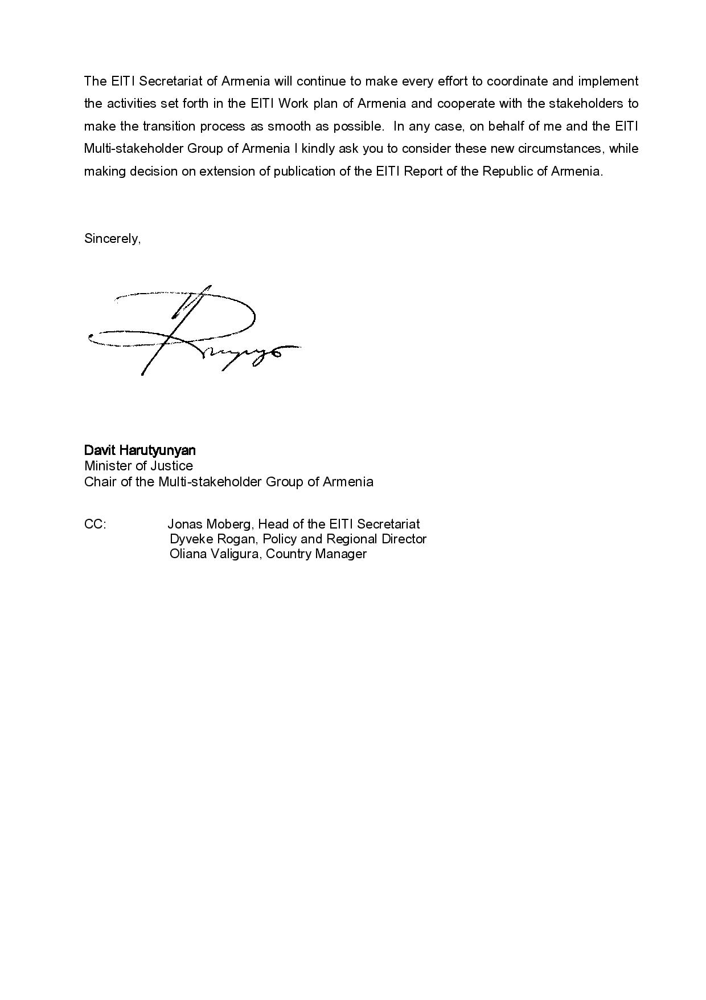 The EITI Secretariat of Armenia will continue to make every effort to coordinate and implement
the activities set forth in the EITI Work plan of Armenia and cooperate with the stakeholders to
make the transition process as smooth as possible.  In any case, on behalf of me and the EITI
Multi-stakeholder Group of Armenia I kindly ask you to consider these new circumstances, while
making decision on extension of publication of the EITI Report of the Republic of Armenia.
Sincerely,
Davit Harutyunyan
Minister of Justice
Chair of the Multi-stakeholder Group of Armenia
CC: Jonas Moberg, Head of the EITI Secretariat
Dyveke Rogan, Policy and Regional Director
Oliana Valigura, Country Manager